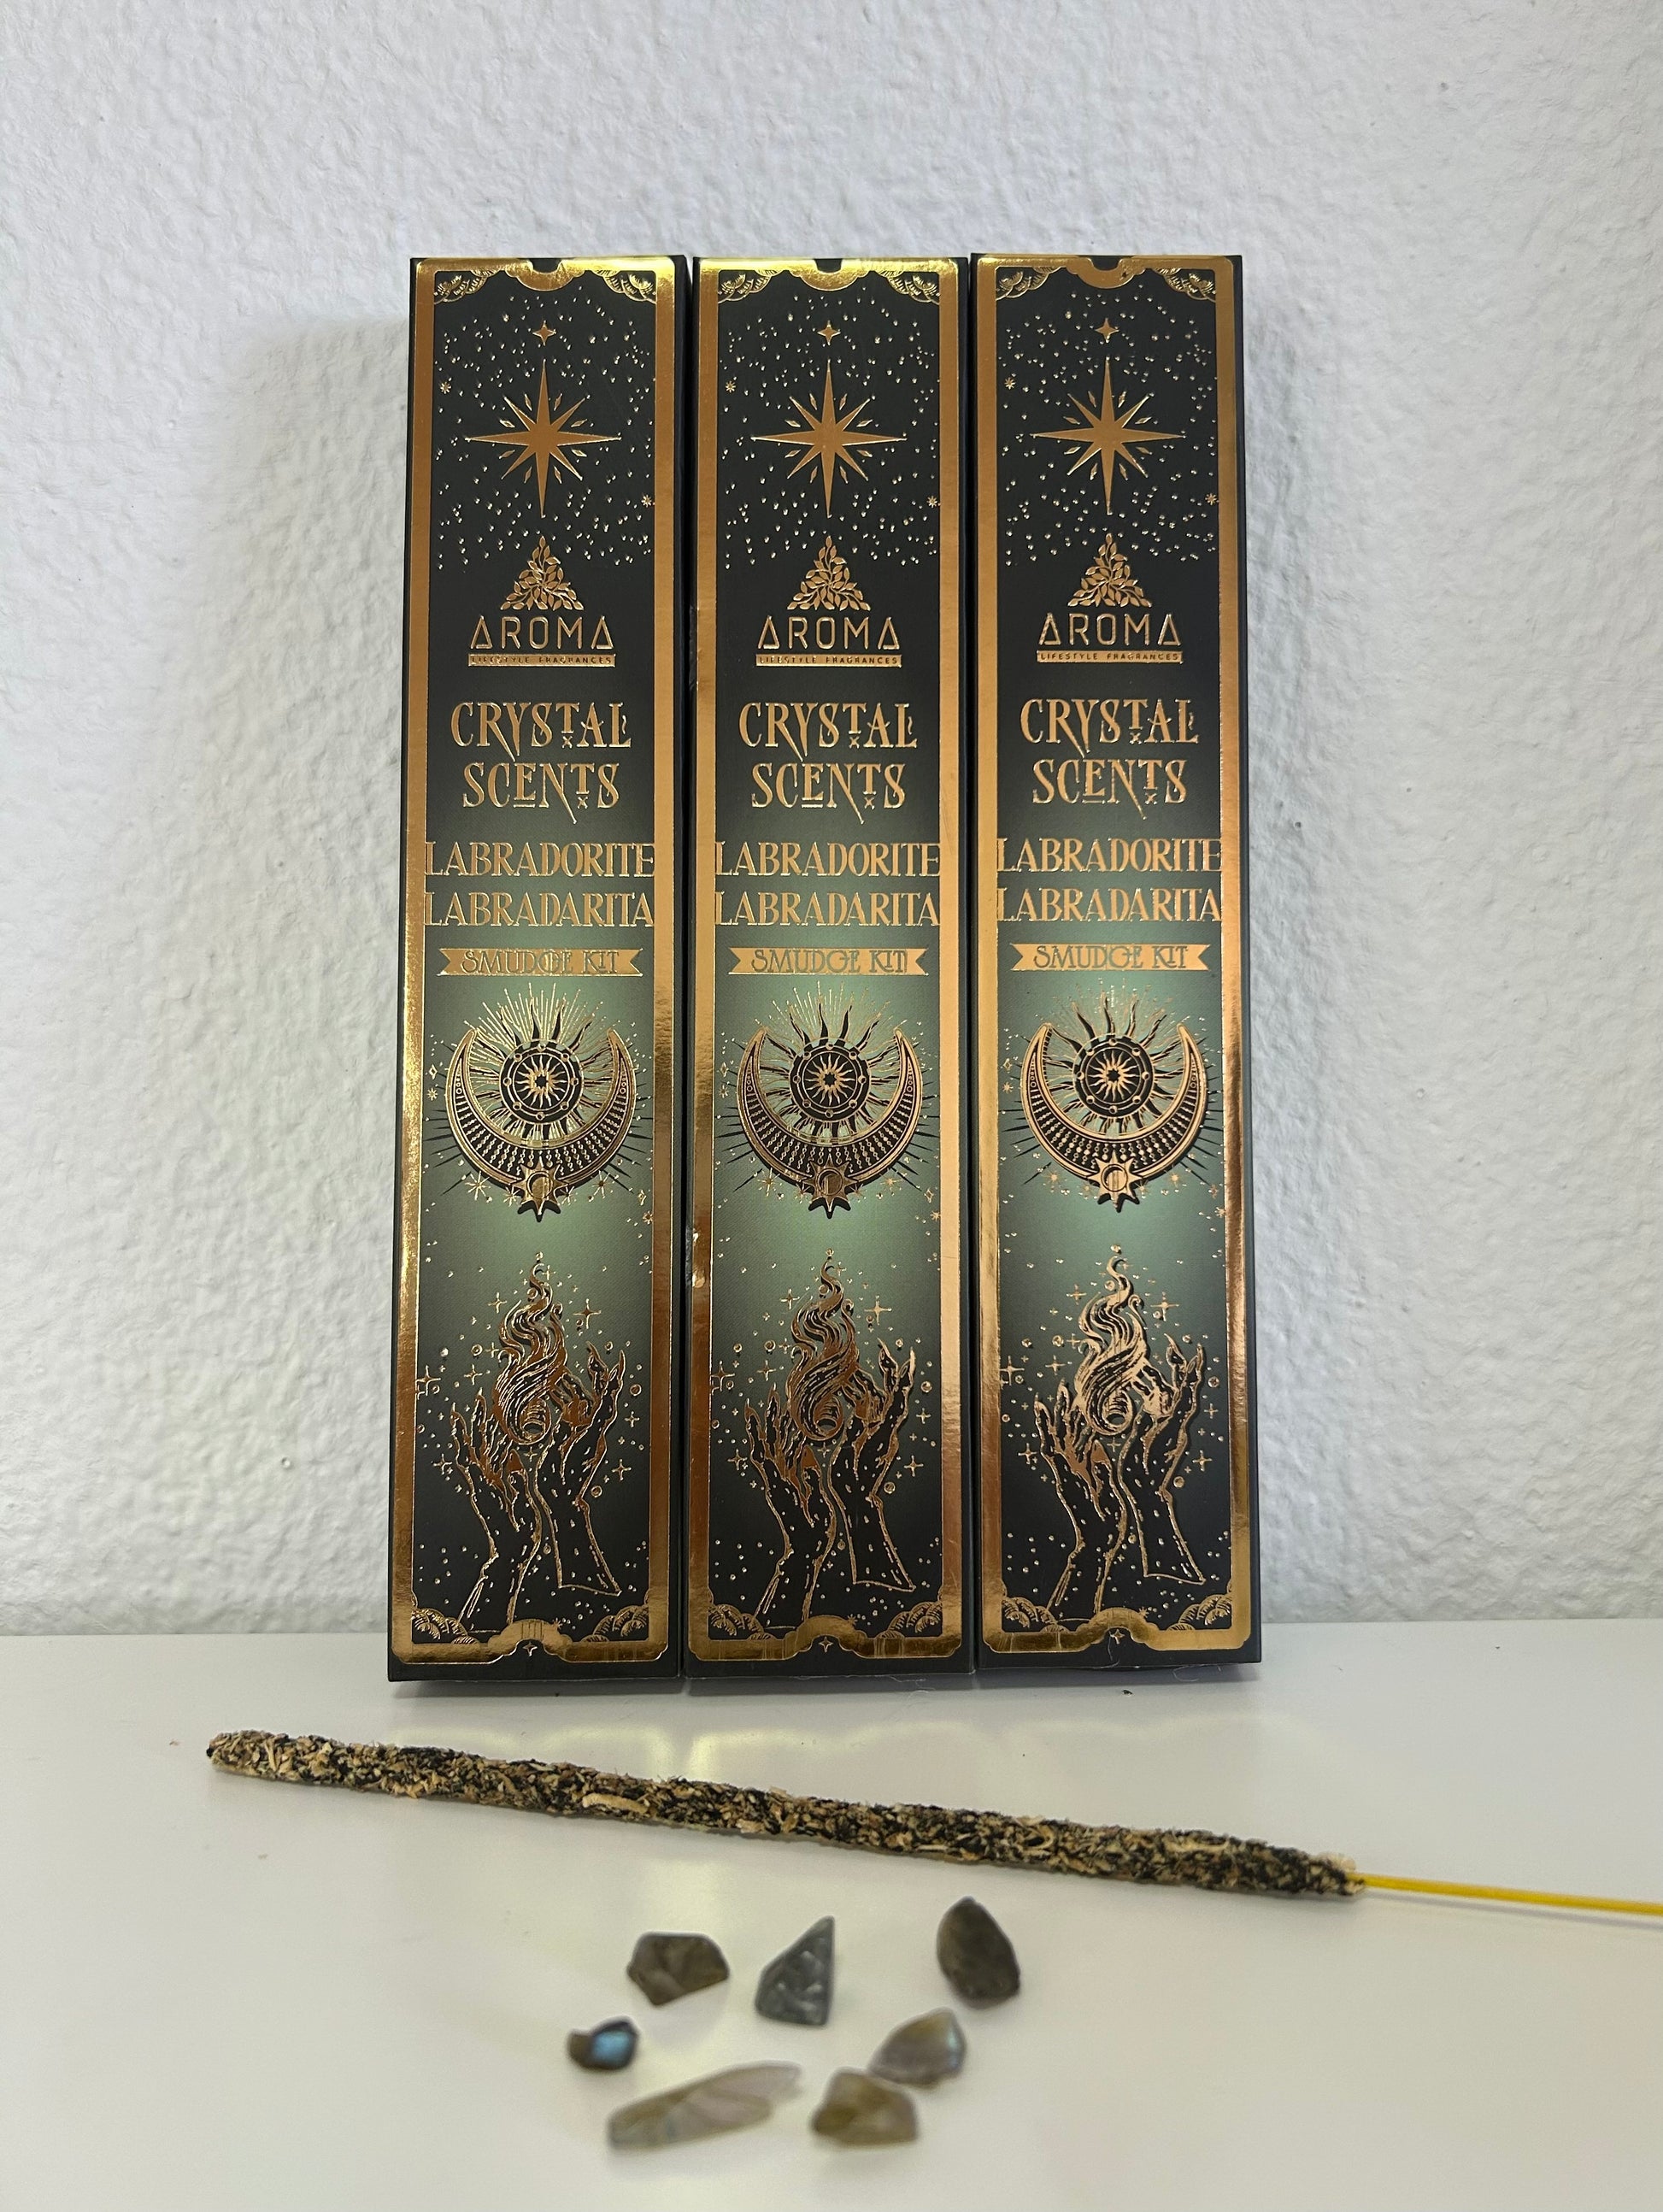 AROMA
LIFESTYLE FRAGRANCES
CRYSTAL
SCENTS
LABRADORITE
LABRADARITA
SMUDGE KIT
AROMA
LIFESTYLE FRAGRANCES
CRYSTAL
SCENTS
LABRADORITE
LABRADARITA
SMUDGE KIT
AROMA
LIFESTYLE FRAGRANCES
CRYSTAL
SCENTS
LABRADORITE
LABRADARITA
SMUDGE KIT